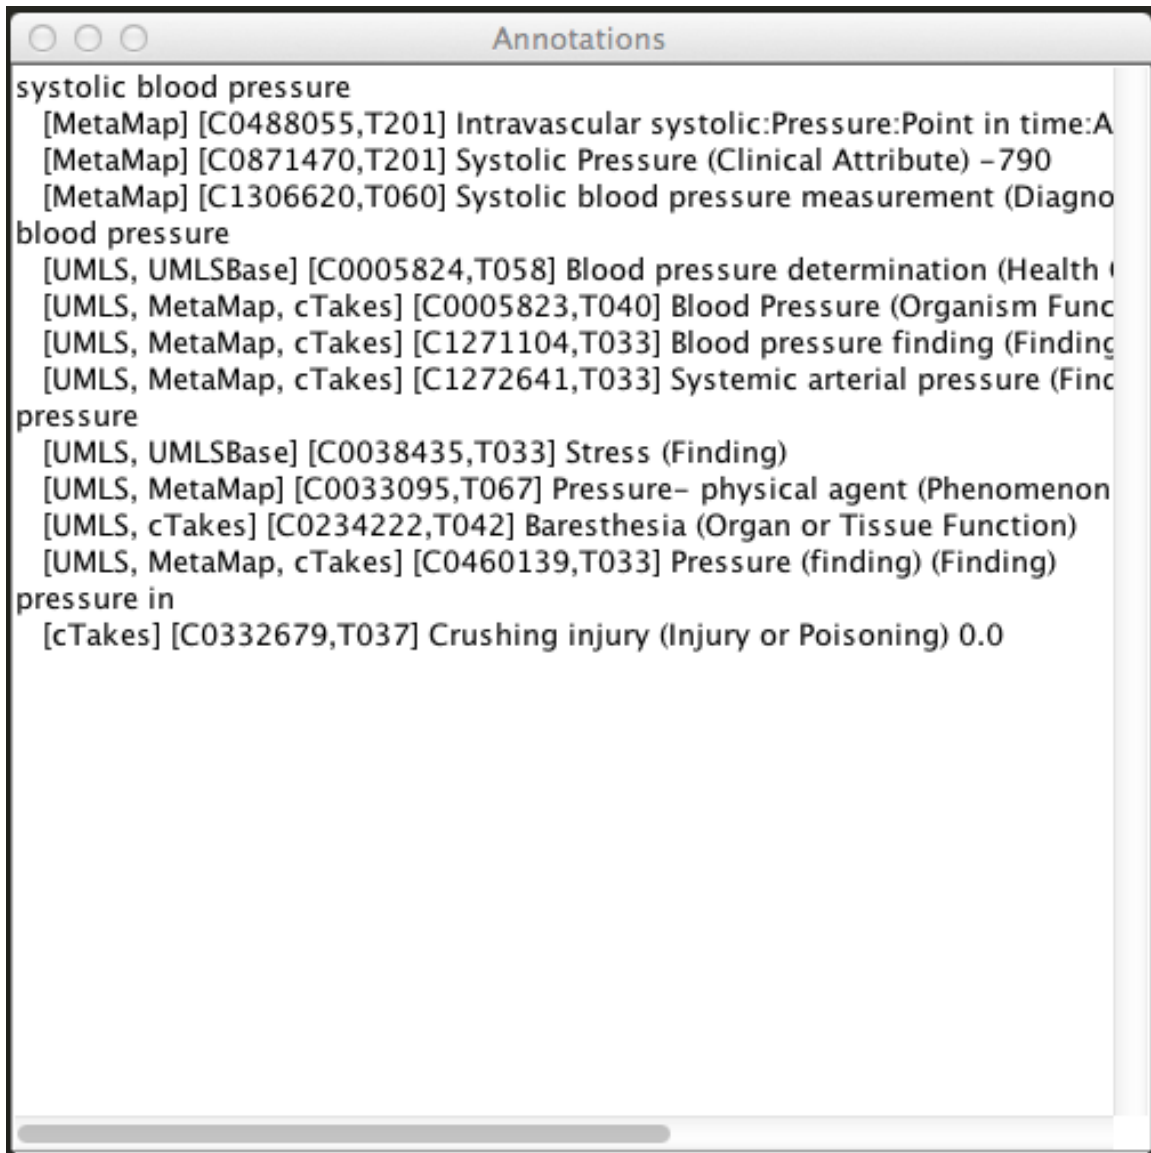 Annotations
systolic blood pressure
[MetaMap] [C0488055,T201] Intravascular systolic:Pressure:Point in time:A
[MetaMap] [C0871470,T201] Systolic Pressure (Clinical Attribute) -790
[MetaMap] [C1306620,T060] Systolic blood pressure measurement (Diagno
blood pressure
[UMLS, UMLSBase] [C0005824,T058] Blood pressure determination (Health
[UMLS, MetaMap, cTakes] [C0005823,T040] Blood Pressure (Organism Func
[UMLS, MetaMap, cTakes] [C1271104,T033] Blood pressure finding (Finding
[UMLS, MetaMap, cTakes] [C1272641,T033] Systemic arterial pressure (Find
pressure
[UMLS, UMLSBase] [C0038435,T033] Stress (Finding)
[UMLS, MetaMap] [C0033095,T067] Pressure- physical agent (Phenomenon
[UMLS, cTakes] [C0234222,T042] Baresthesia (Organ or Tissue Function)
[UMLS, MetaMap, cTakes] [C0460139,T033] Pressure (finding) (Finding)
pressure in
[cTakes] [C0332679,T037] Crushing injury (Injury or Poisoning) 0.0